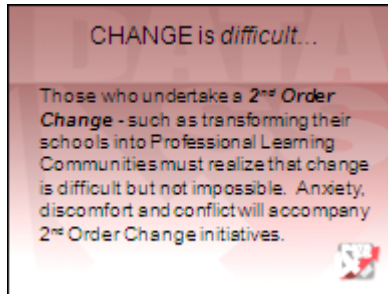 CHANGE is difficult...
Those who undertake a 2nd Order
Change - such as transforming their
schools into Professional Learning
Communities must realize that change
is difficult but not impossible. Anxiety,
discomfort and conflict will accompany
2nd Order Change initiatives.